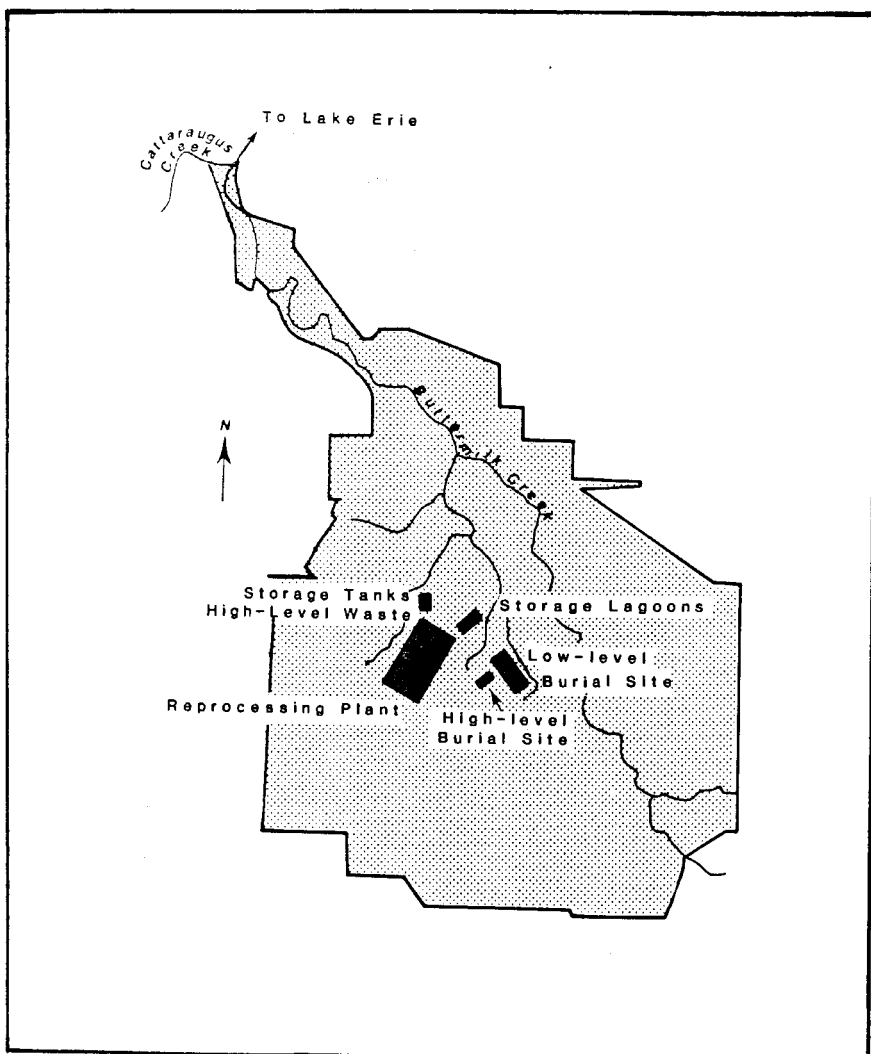 To Lake Erie
Cattaraugus
Creek
N
Buttermilk Creek
Storage Tanks
High-Level Waste
Storage Lagoons
Low-level
Burial Site
Reprocessing Plant
High-level
Burial Site